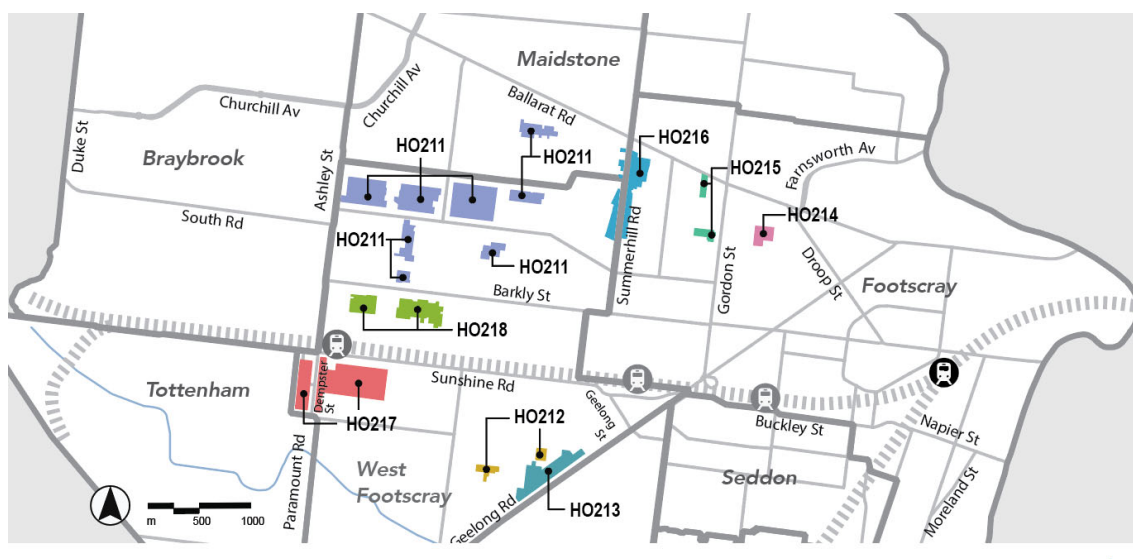 Maidstone
Churchill Av
Churchill Av
Ballarat Rd
Duke St
Braybrook
Ashley St
HO211
HO211
HO216
HO215
Farnsworth Av
HO214
South Rd
HO211
HO211
Summerhill Rd
Gordon St
Droop St
Footscray
Barkly St
HO218
Tottenham
Dempster
St
Sunshine Rd
HO217
HO212
Geelong
St
Buckley St
Napier St
Paramount Rd
West
Footscray
Geelong Rd
HO213
Seddon
Moreland St
m 500 1000